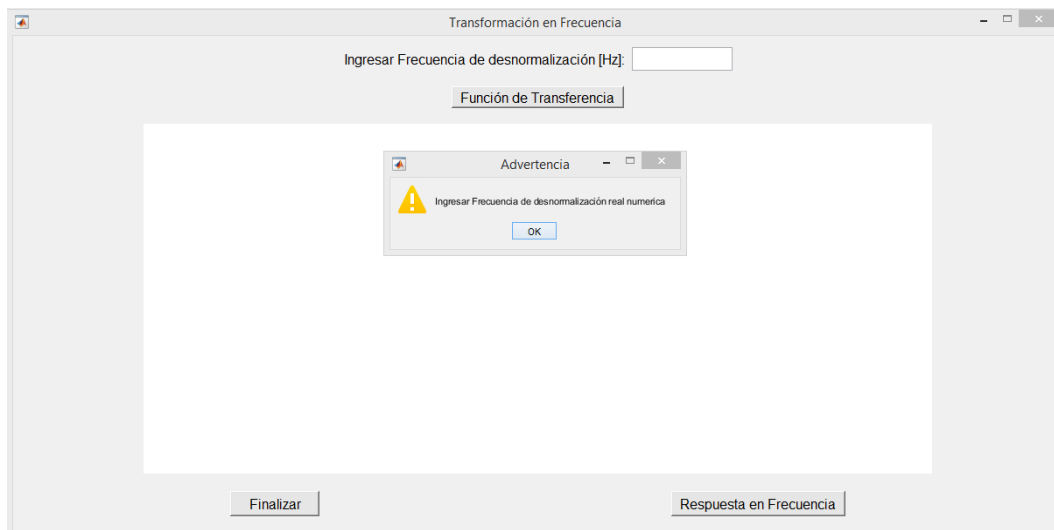 Transformación en Frecuencia
Ingresar Frecuencia de desnormalización [Hz]:
Función de Transferencia
Advertencia
Ingresar Frecuencia de desnormalización real numerica
OK
Finalizar
Respuesta en Frecuencia